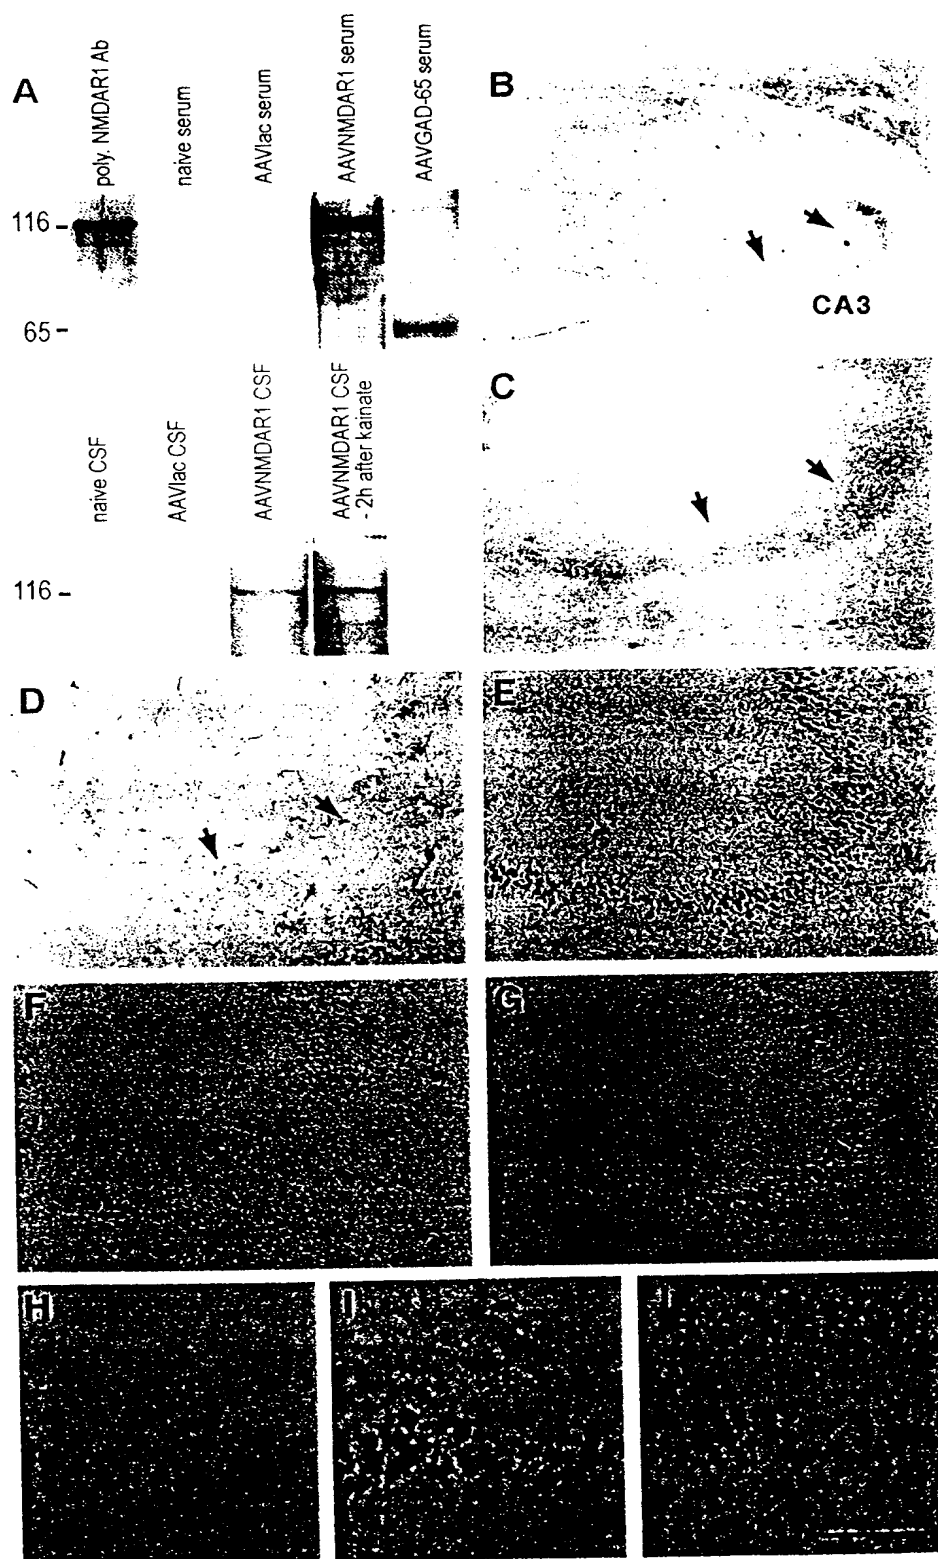 A
poly. NMDAR1 Ab
naive serum
AAVlac serum
AAVNMDAR1 serum
AAVGAD-65 serum
116
65
naive CSF
AAVlac CSF
AAVNMDAR1 CSF
AAVNMDAR1 CSF
- 2h after kainate
116
B
CA3
C
D
E
F
G
H
I
J